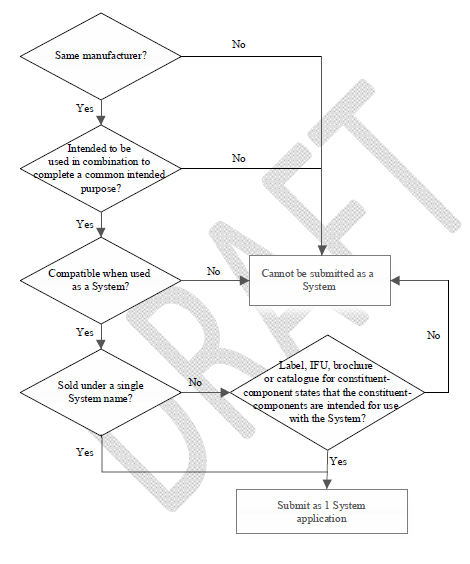 Same manufacturer?
No
Yes
Intended to be
used in combination to
complete a common intended
purpose?
No
Yes
Compatible when used
as a System?
No
Cannot be submitted as a
System
Yes
No
Sold under a single
System name?
No
Label, IFU, brochure
or catalogue for constituent-
component states that the constituent-
components are intended for use
with the System?
Yes
Yes
Submit as 1 System
application
DRAFT